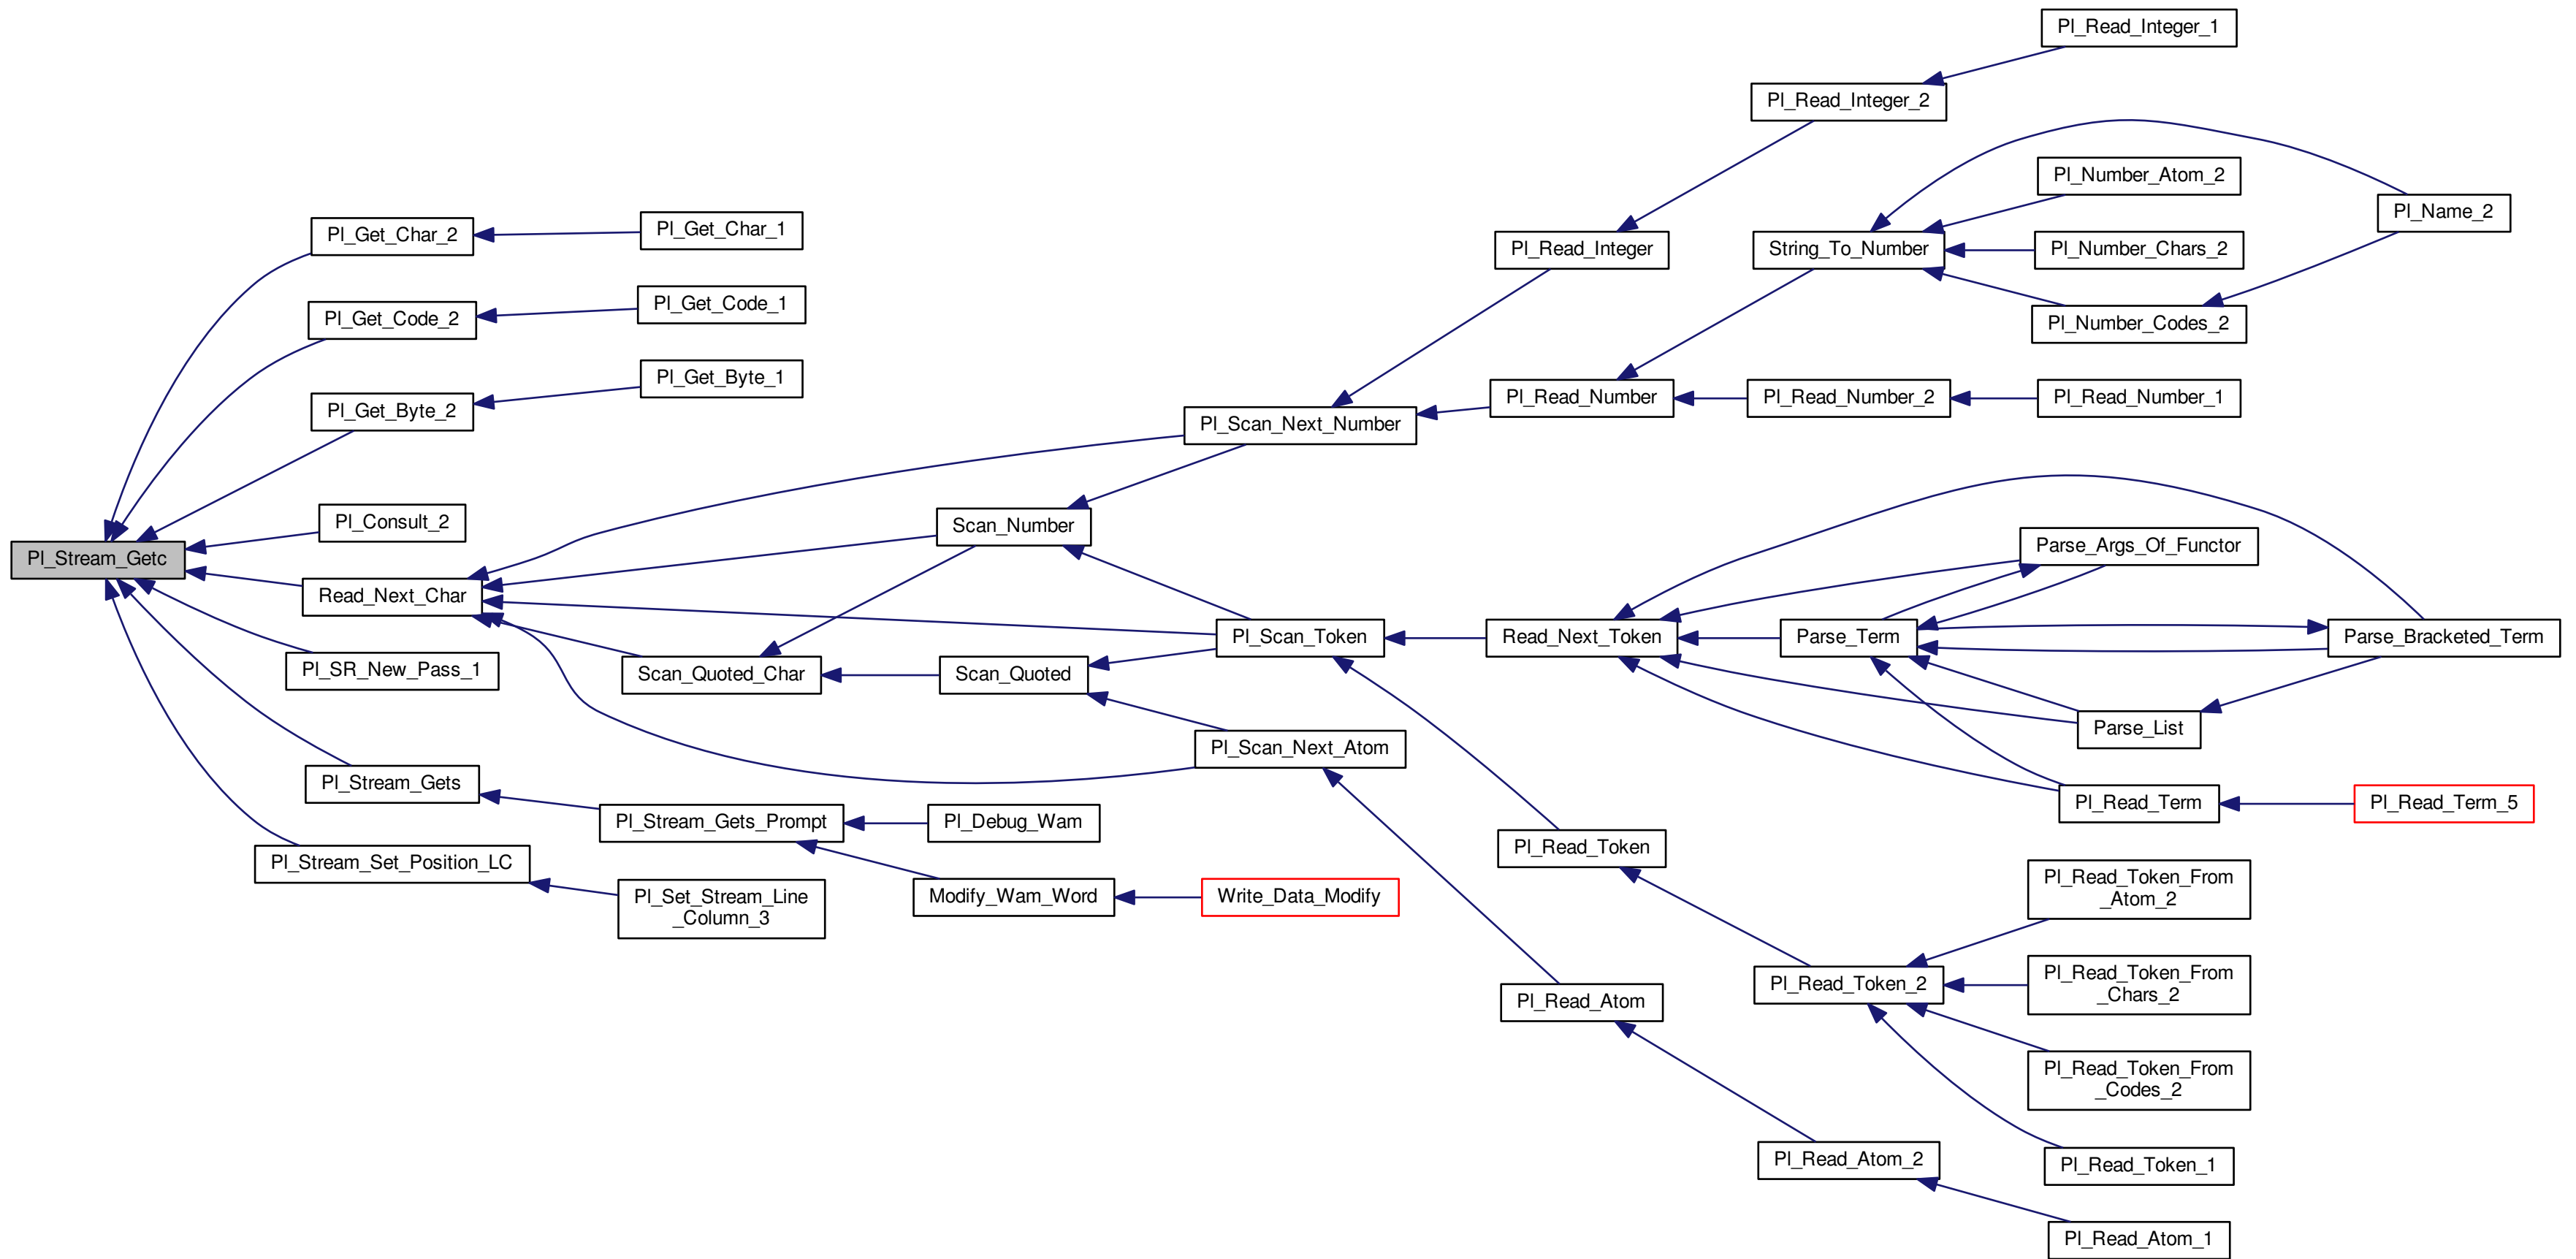 Pl_Stream_Getc
Pl_Get_Char_2
Pl_Get_Char_1
Pl_Get_Code_2
Pl_Get_Code_1
Pl_Get_Byte_2
Pl_Get_Byte_1
Pl_Consult_2
Read_Next_Char
Pl_SR_New_Pass_1
Pl_Stream_Gets
Pl_Stream_Set_Position_LC
Pl_Stream_Gets_Prompt
Pl_Set_Stream_Line
_Column_3
Pl_Debug_Wam
Modify_Wam_Word
Write_Data_Modify
Scan_Number
Scan_Quoted_Char
Scan_Quoted
Pl_Scan_Next_Number
Pl_Scan_Token
Pl_Scan_Next_Atom
Pl_Read_Integer
Pl_Read_Integer_2
Pl_Read_Integer_1
Pl_Read_Number
String_To_Number
Pl_Number_Atom_2
Pl_Number_Chars_2
Pl_Number_Codes_2
Pl_Name_2
Pl_Read_Number_2
Pl_Read_Number_1
Read_Next_Token
Parse_Term
Parse_Args_Of_Functor
Parse_Bracketed_Term
Parse_List
Pl_Read_Term
Pl_Read_Term_5
Pl_Read_Token
Pl_Read_Token_2
Pl_Read_Token_From
_Atom_2
Pl_Read_Token_From
_Chars_2
Pl_Read_Token_From
_Codes_2
Pl_Read_Token_1
Pl_Read_Atom
Pl_Read_Atom_2
Pl_Read_Atom_1